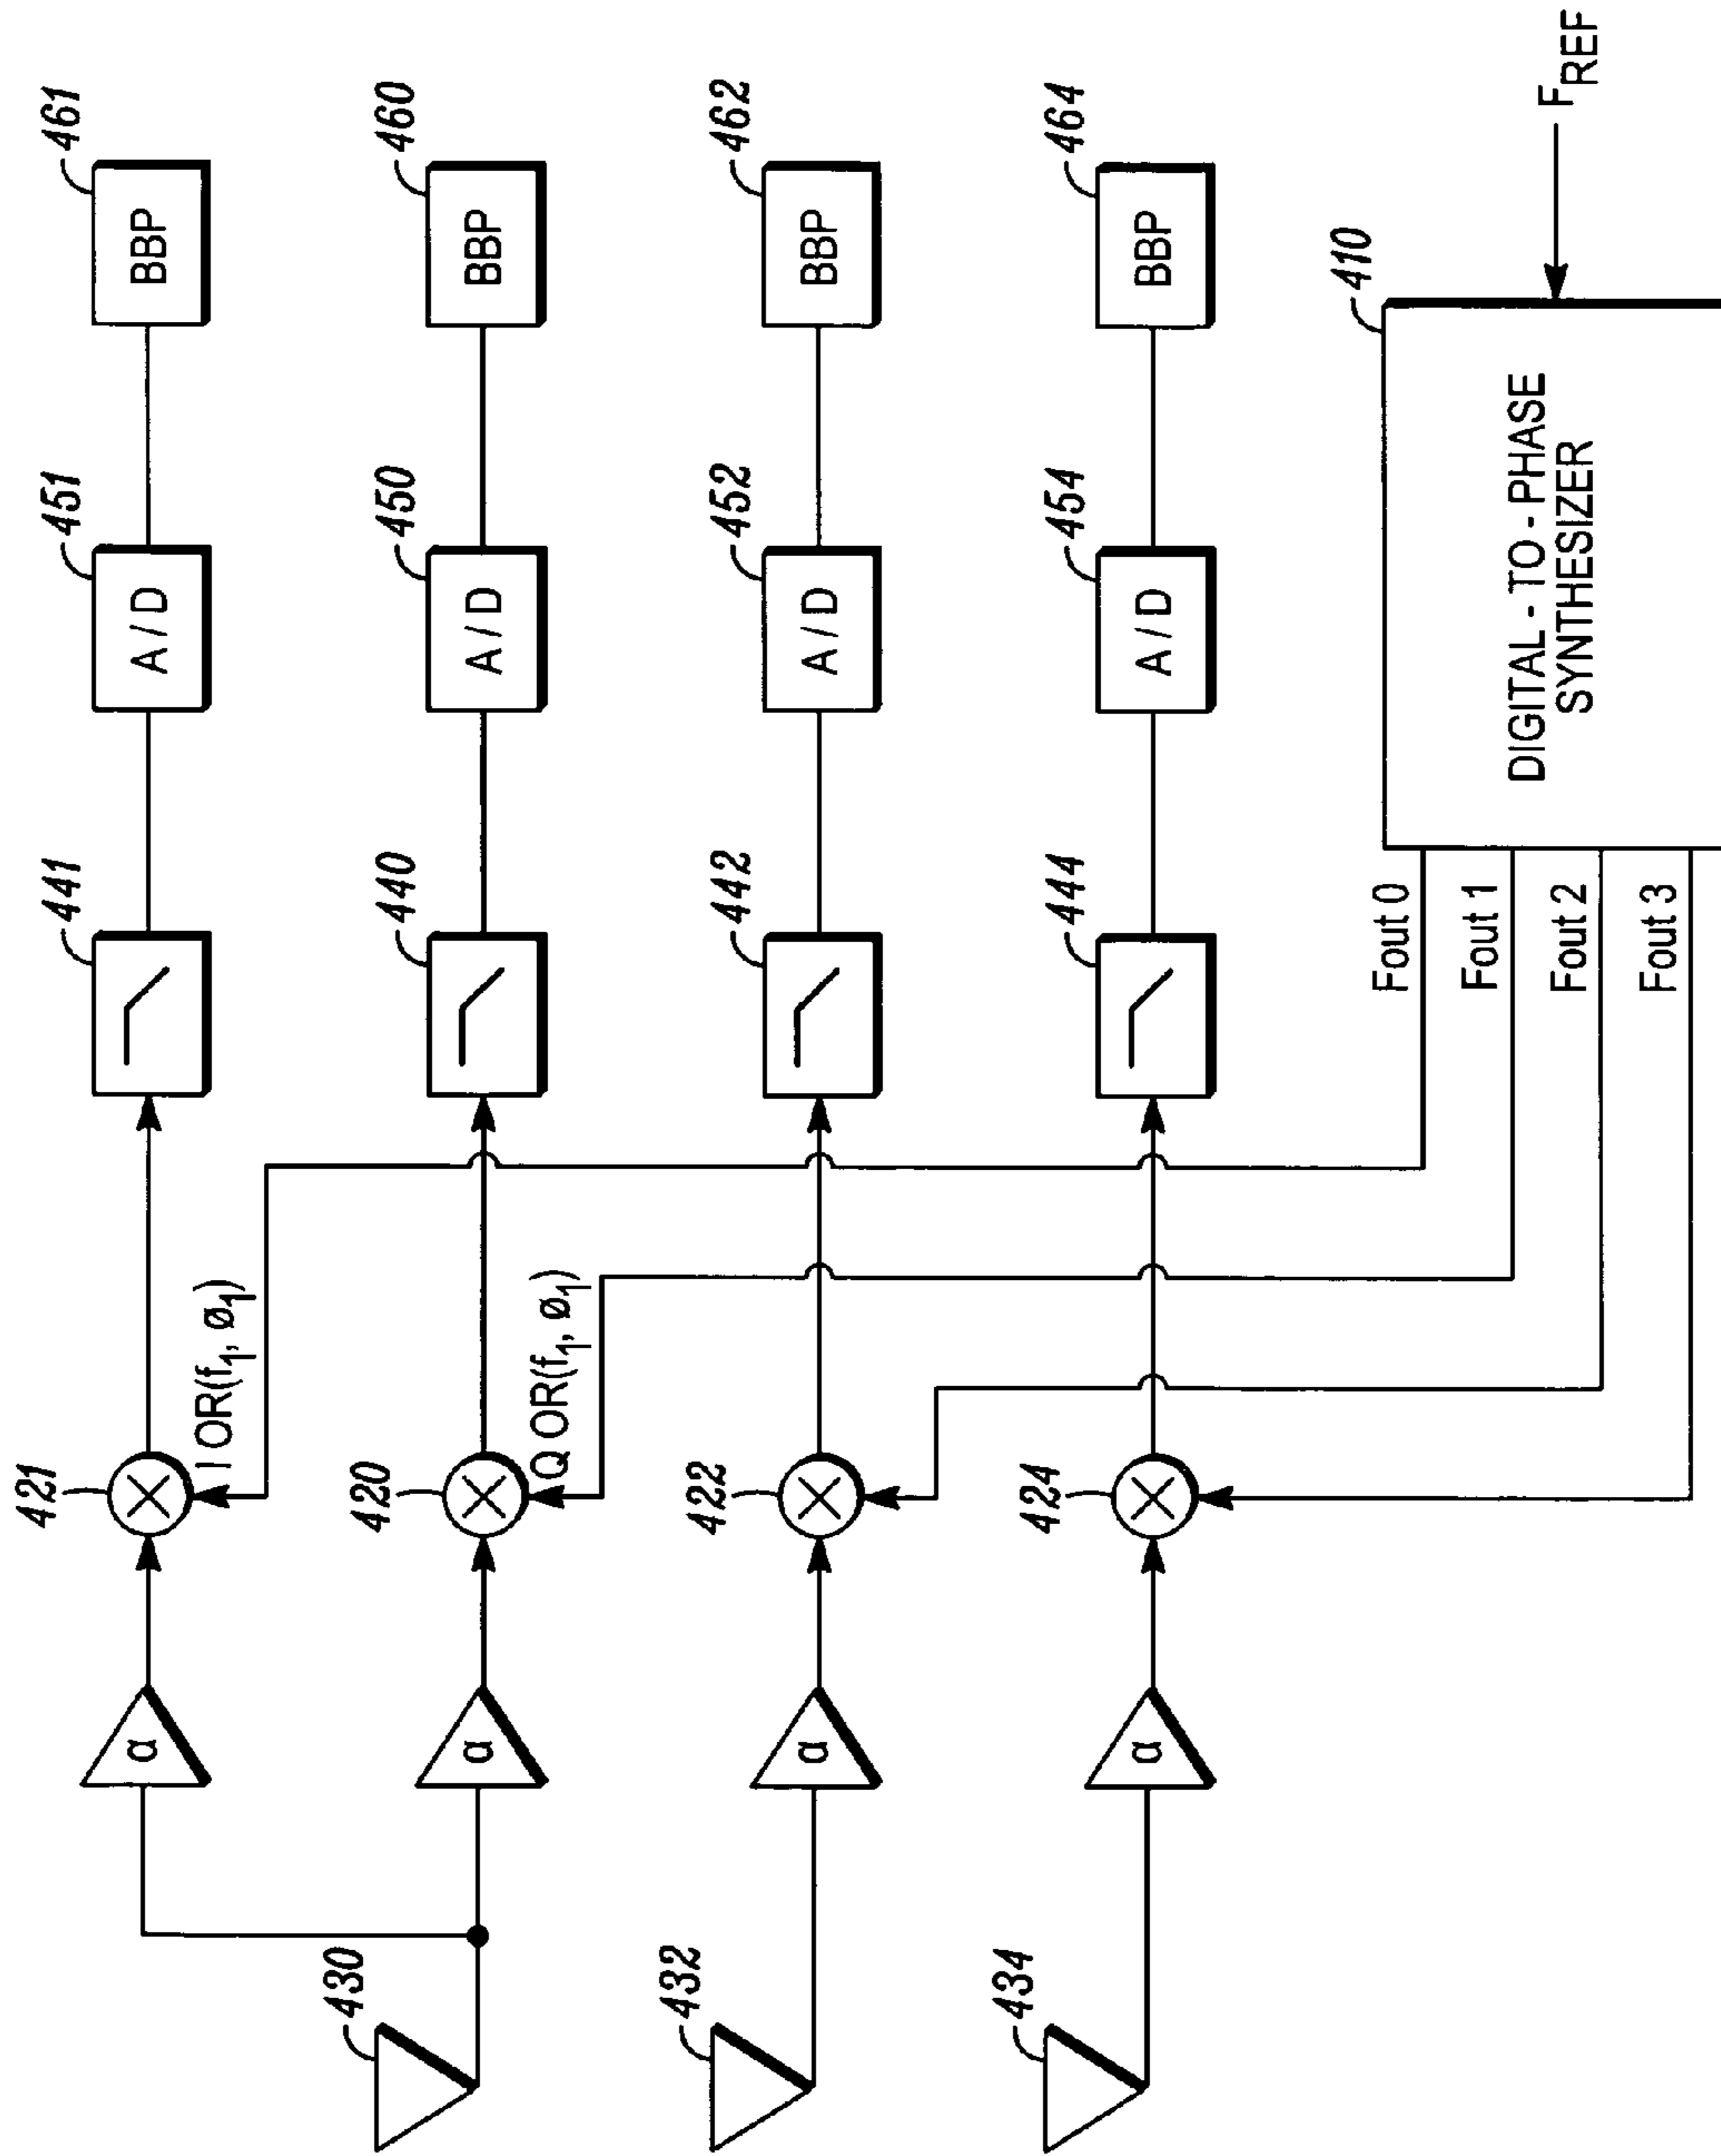 421
441
451
461
α
A / D
BBP
I OR(f₁, ø₁)
430
420
440
450
460
α
A / D
BBP
Q OR(f₁, ø₁)
432
422
442
452
462
α
A / D
BBP
434
424
444
454
464
α
A / D
BBP
410
Fout 0
Fout 1
Fout 2
Fout 3
DIGITAL - TO - PHASE
SYNTHESIZER
F REF